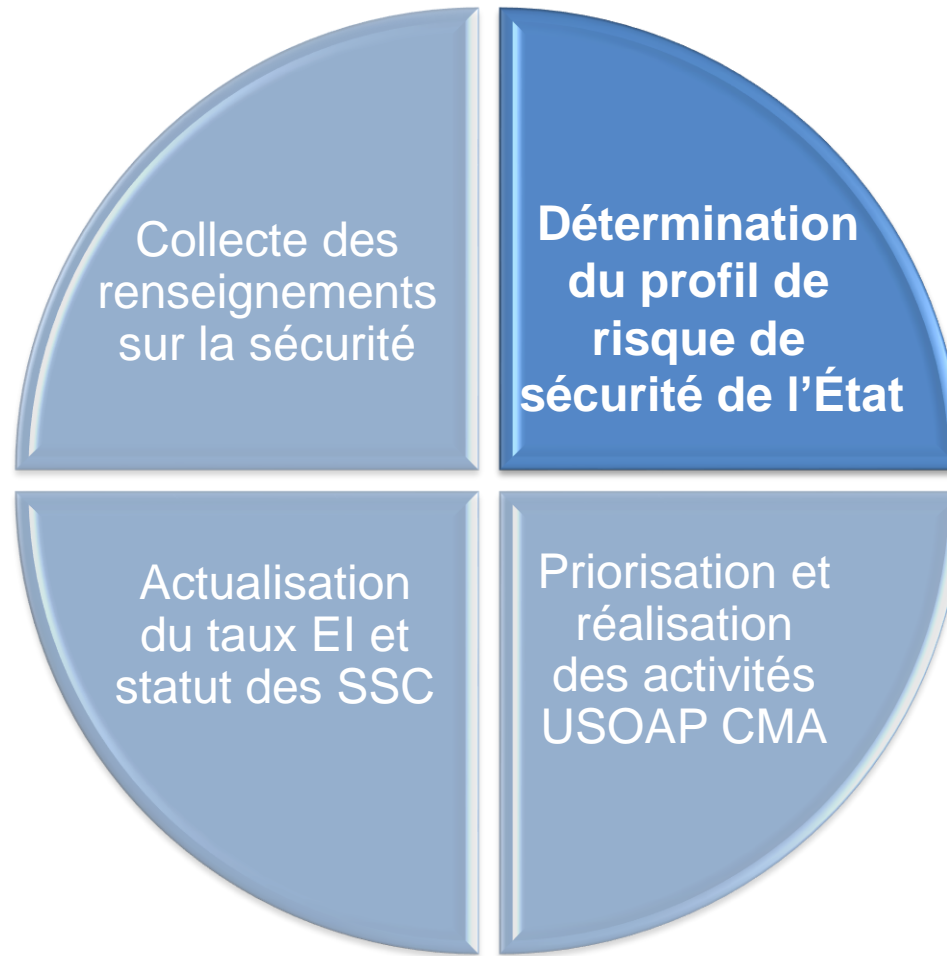 Collecte des
renseignements
sur la sécurité
Détermination
du profil de
risque de
sécurité de l’État
Actualisation
du taux EI et
statut des SSC
Priorisation et
réalisation
des activités
USOAP CMA